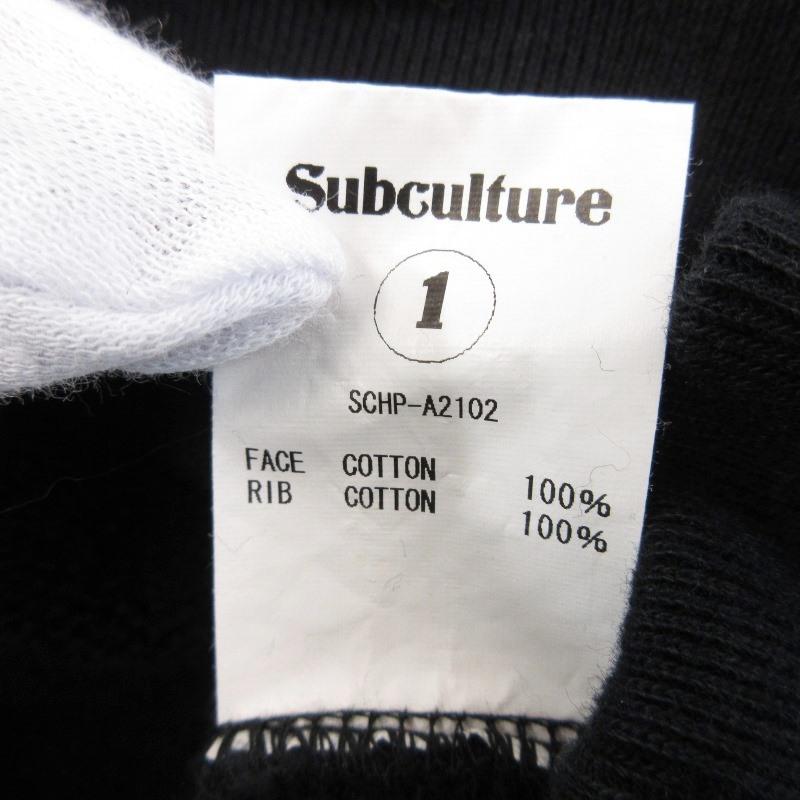 Subculture
1
SCHP-A2102
FACE COTTON 100%
RIB COTTON 100%